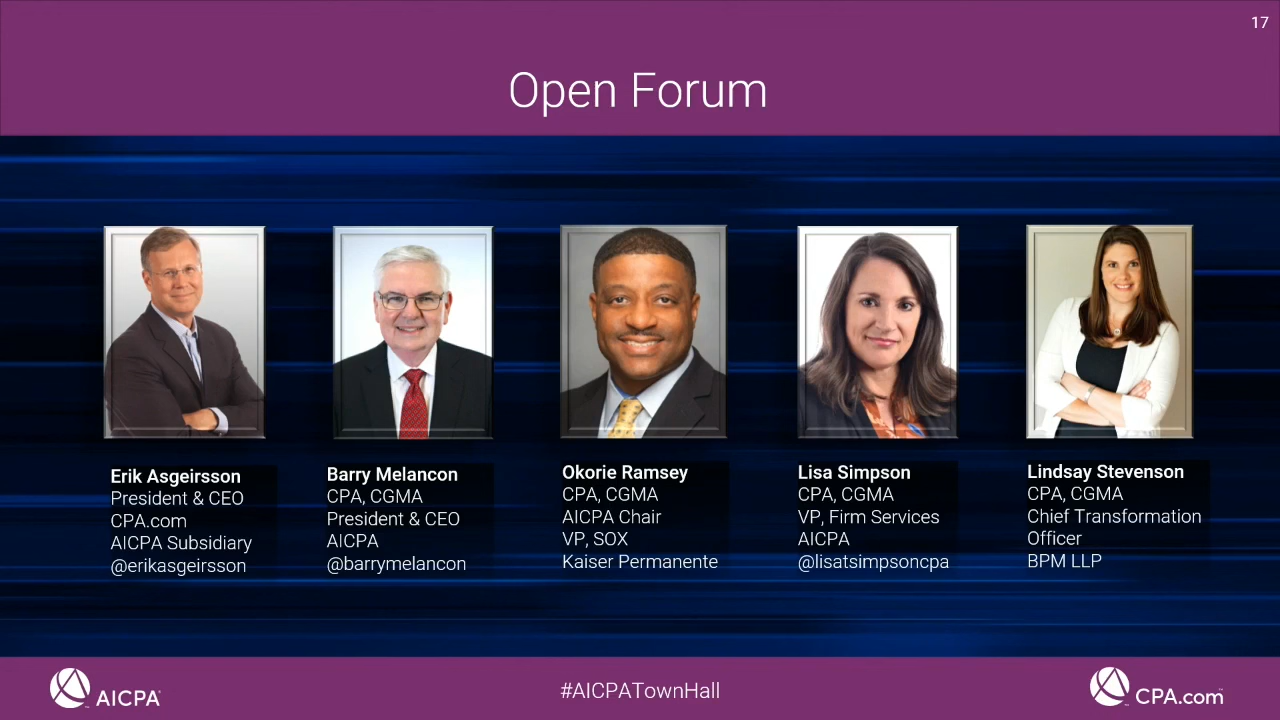 17
Open Forum
Erik Asgeirsson
President & CEO
CPA.com
AICPA Subsidiary
@erikasgeirsson
Barry Melancon
CPA, CGMA
President & CEO
AICPA
@barrymelancon
Okorie Ramsey
CPA, CGMA
AICPA Chair
VP, SOX
Kaiser Permanente
Lisa Simpson
CPA, CGMA
VP, Firm Services
AICPA
@lisatsimpsoncpa
Lindsay Stevenson
CPA, CGMA
Chief Transformation
Officer
BPM LLP
AICPA
#AICPATownHall
CPA.com